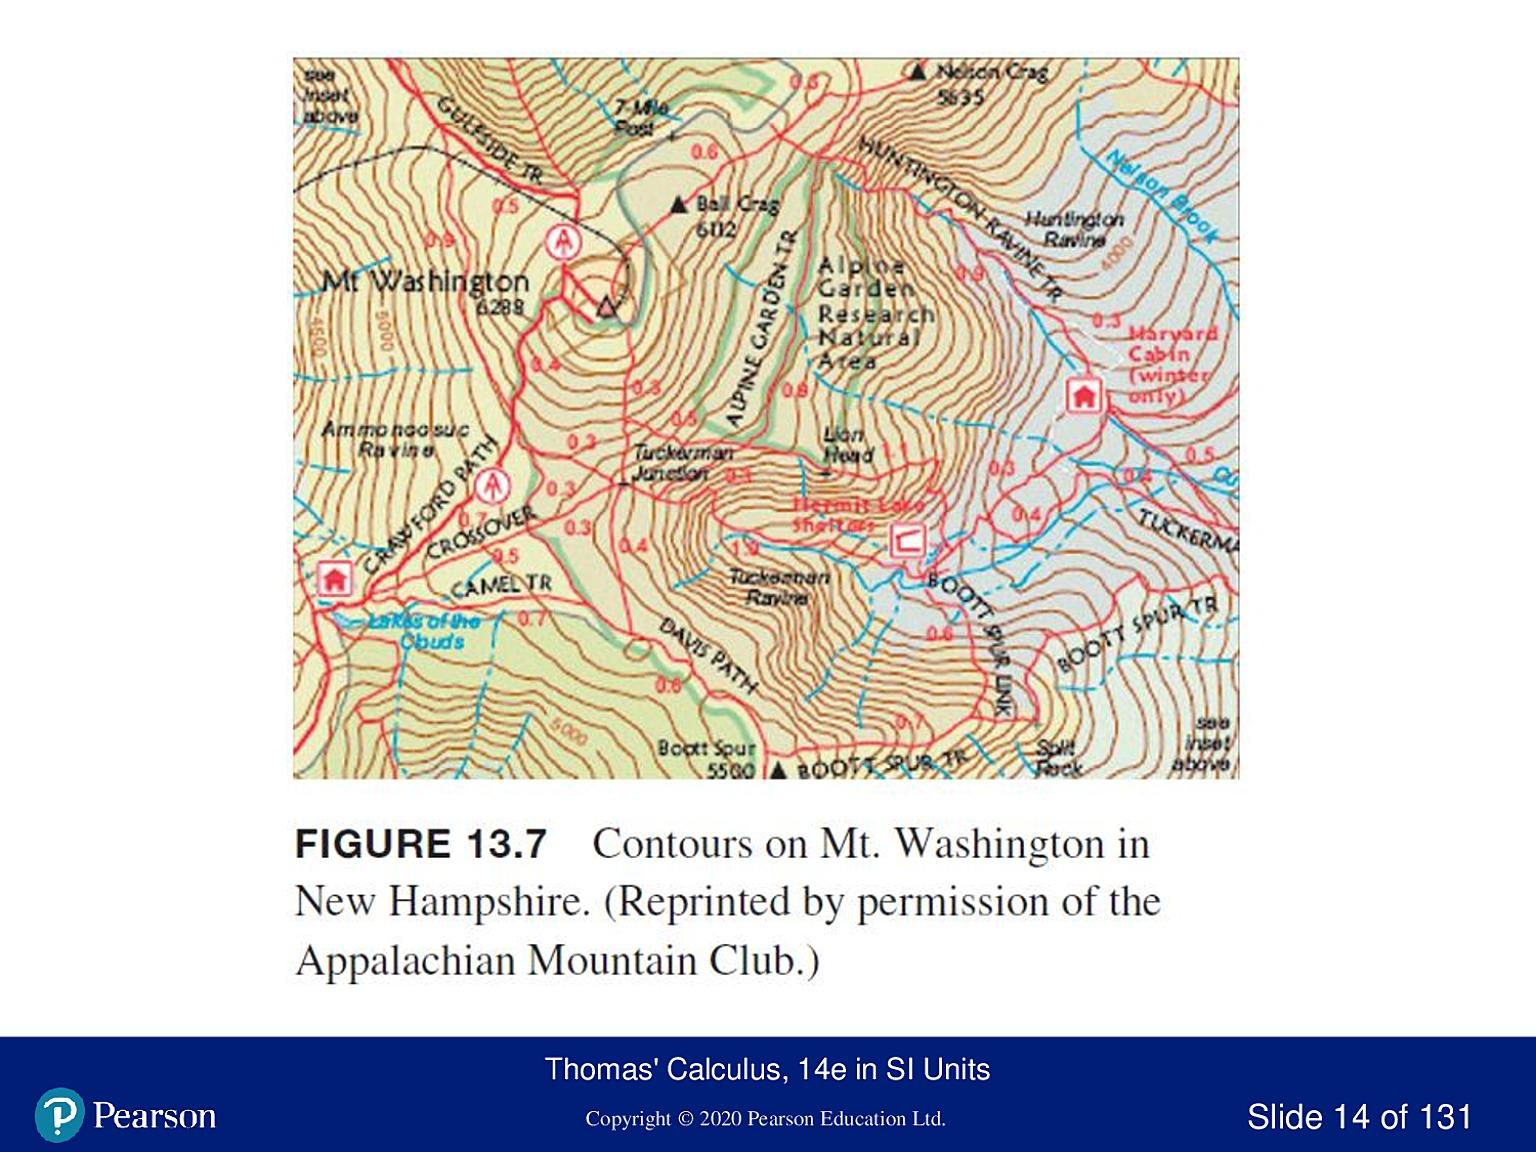 see
inset
above
GULFSIDE TR
7-Mile
Post
0.6
Nelson Crag
5635
0.6
HUNTINGTON RAVINE TR
Nelson Brook
0.5
Ball Crag
6112
Huntington
Ravine
4000
0.9
Mt Washington
6288
ALPINE GARDEN TR
Alpine
Garden
Research
Natural
Area
0.9
4500
5000
0.3
Harvard
Cabin
(winter
only)
0.4
0.3
0.8
0.5
Ammonoosuc
Ravine
0.2
Tuckerman
Junction
Lion
Head
1.1
0.3
0.5
CRAWFORD PATH
0.3
Hermit Lake
Shelters
0.7
CROSSOVER
0.3
0.4
0.4
TUCKERMA
0.5
CAMEL TR
Tuckerman
Ravine
BOOTT SPUR LINK
BOOTT SPUR TR
Lakes of the
Clouds
0.7
DAVIS PATH
0.6
0.6
5000
0.7
Boott Spur
5500
BOOTT SPUR TR
Split
Rock
see
inset
above
FIGURE 13.7 Contours on Mt. Washington in
New Hampshire. (Reprinted by permission of the
Appalachian Mountain Club.)
Thomas' Calculus, 14e in SI Units
Pearson
Copyright © 2020 Pearson Education Ltd.
Slide 14 of 131